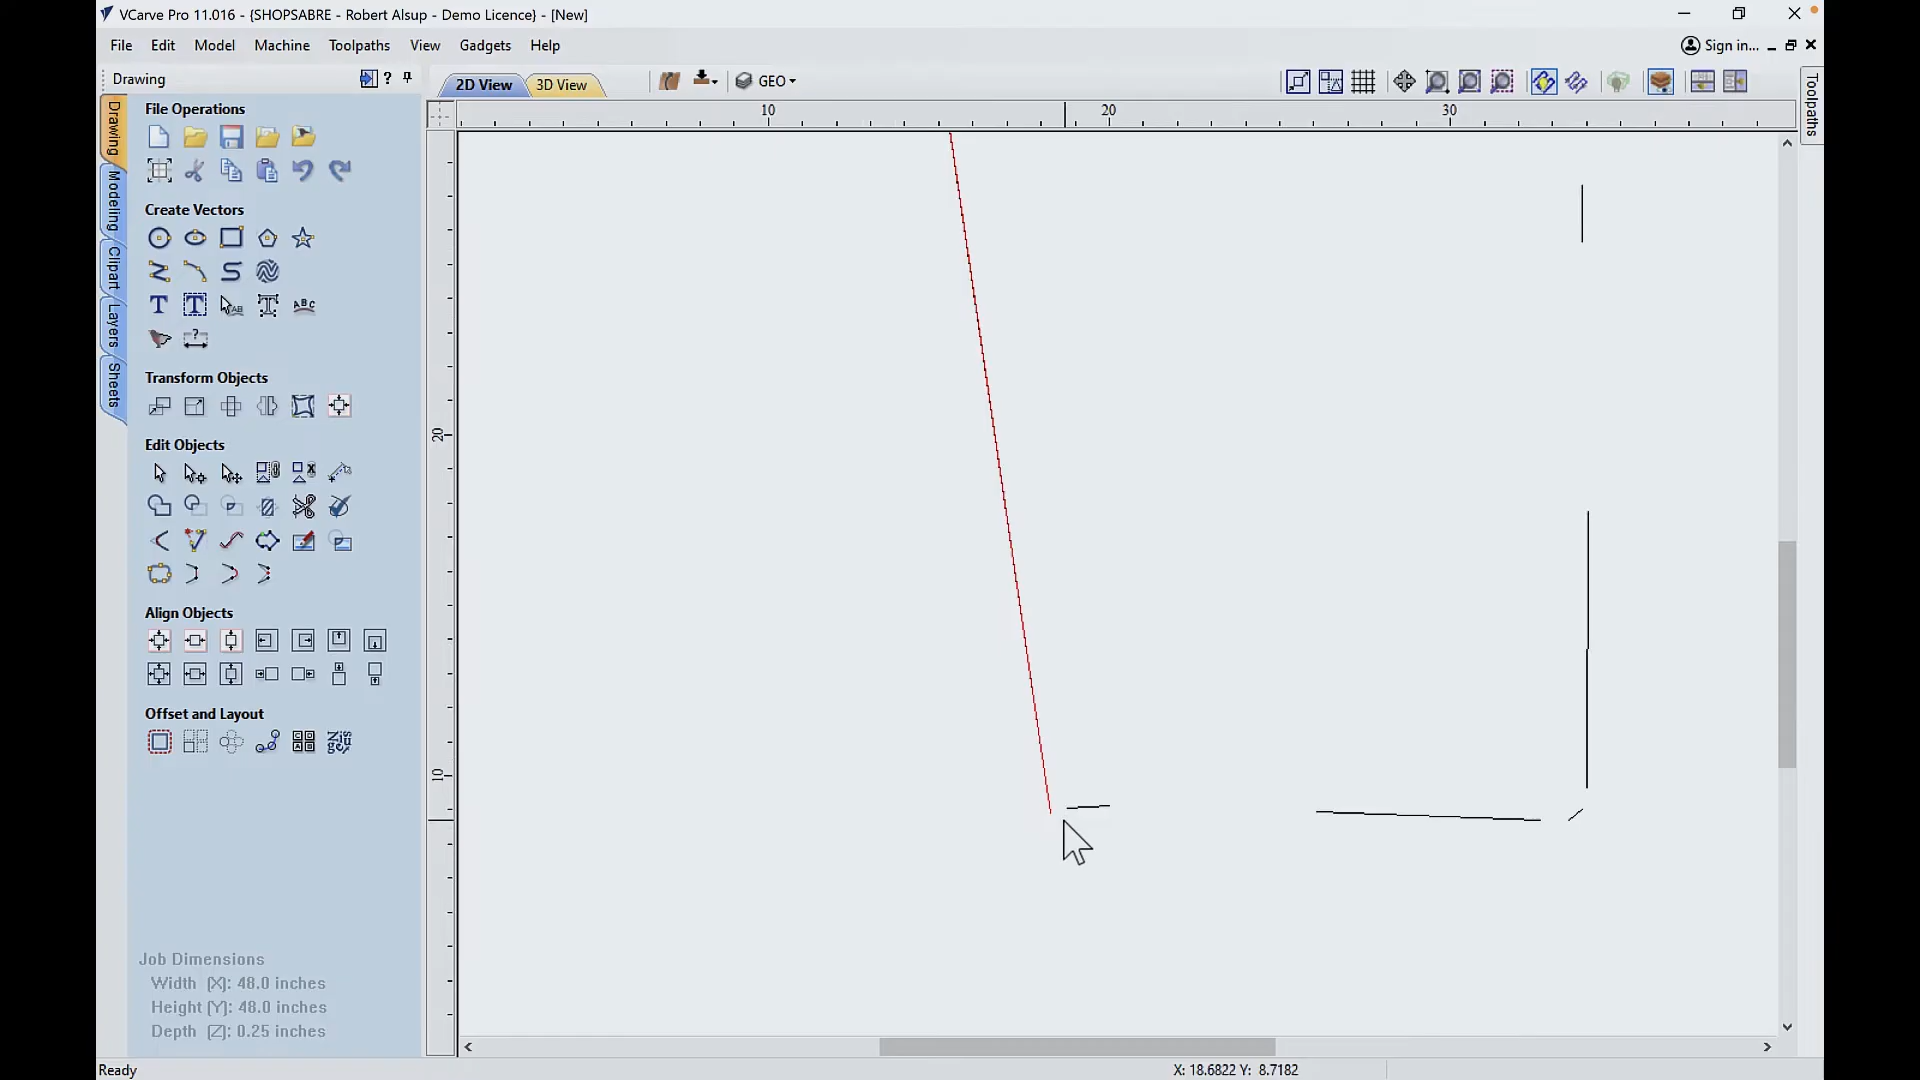 VCarve Pro 11.016 - {SHOPSABRE - Robert Alsup - Demo Licence} - [New]
File Edit Model Machine Toolpaths View Gadgets Help
Sign in...
Drawing
2D View
3D View
GEO
Toolpaths
10 20 30
20
10
Drawing
Modeling
Clipart
Layers
Sheets
File Operations
Create Vectors
Transform Objects
Edit Objects
Align Objects
Offset and Layout
Job Dimensions
Width (X): 48.0 inches
Height (Y): 48.0 inches
Depth (Z): 0.25 inches
Ready
X: 18.6822 Y: 8.7182